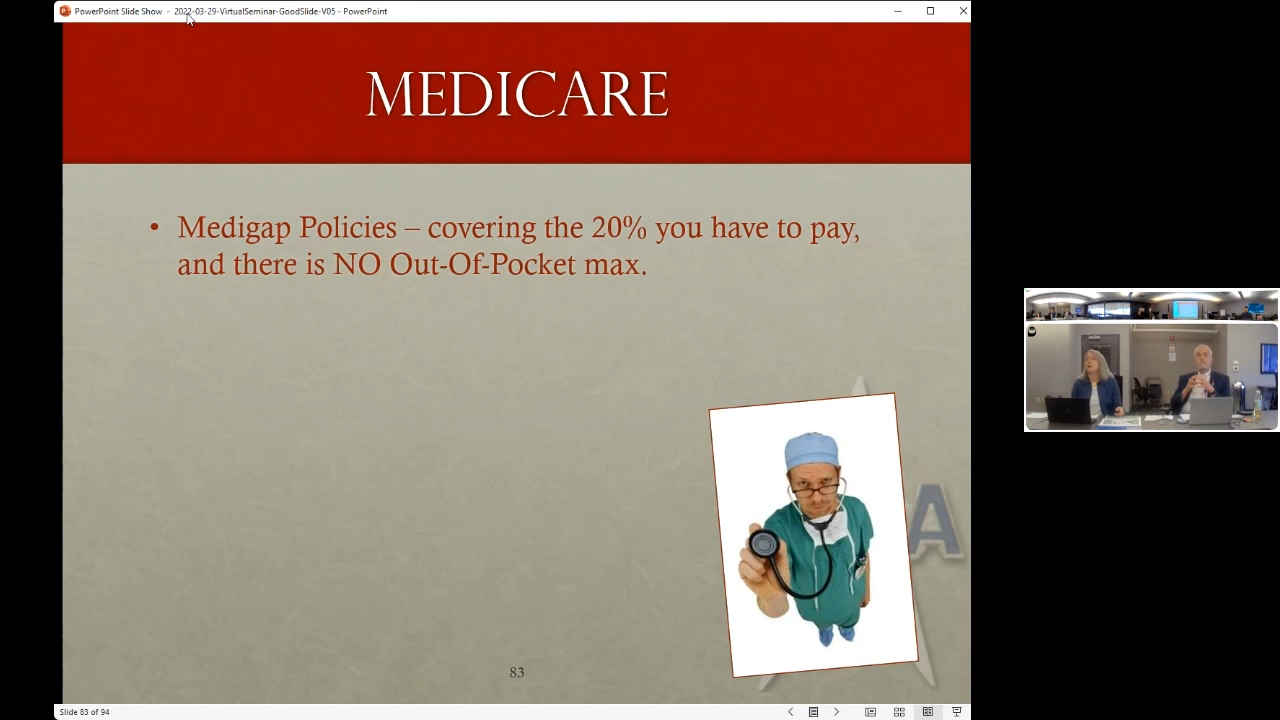 PowerPoint Slide Show - 2022-03-29-VirtualSeminar-GoodSlide-V05 - PowerPoint
MEDICARE
• Medigap Policies – covering the 20% you have to pay,
and there is NO Out-Of-Pocket max.
A
83
Slide 83 of 94